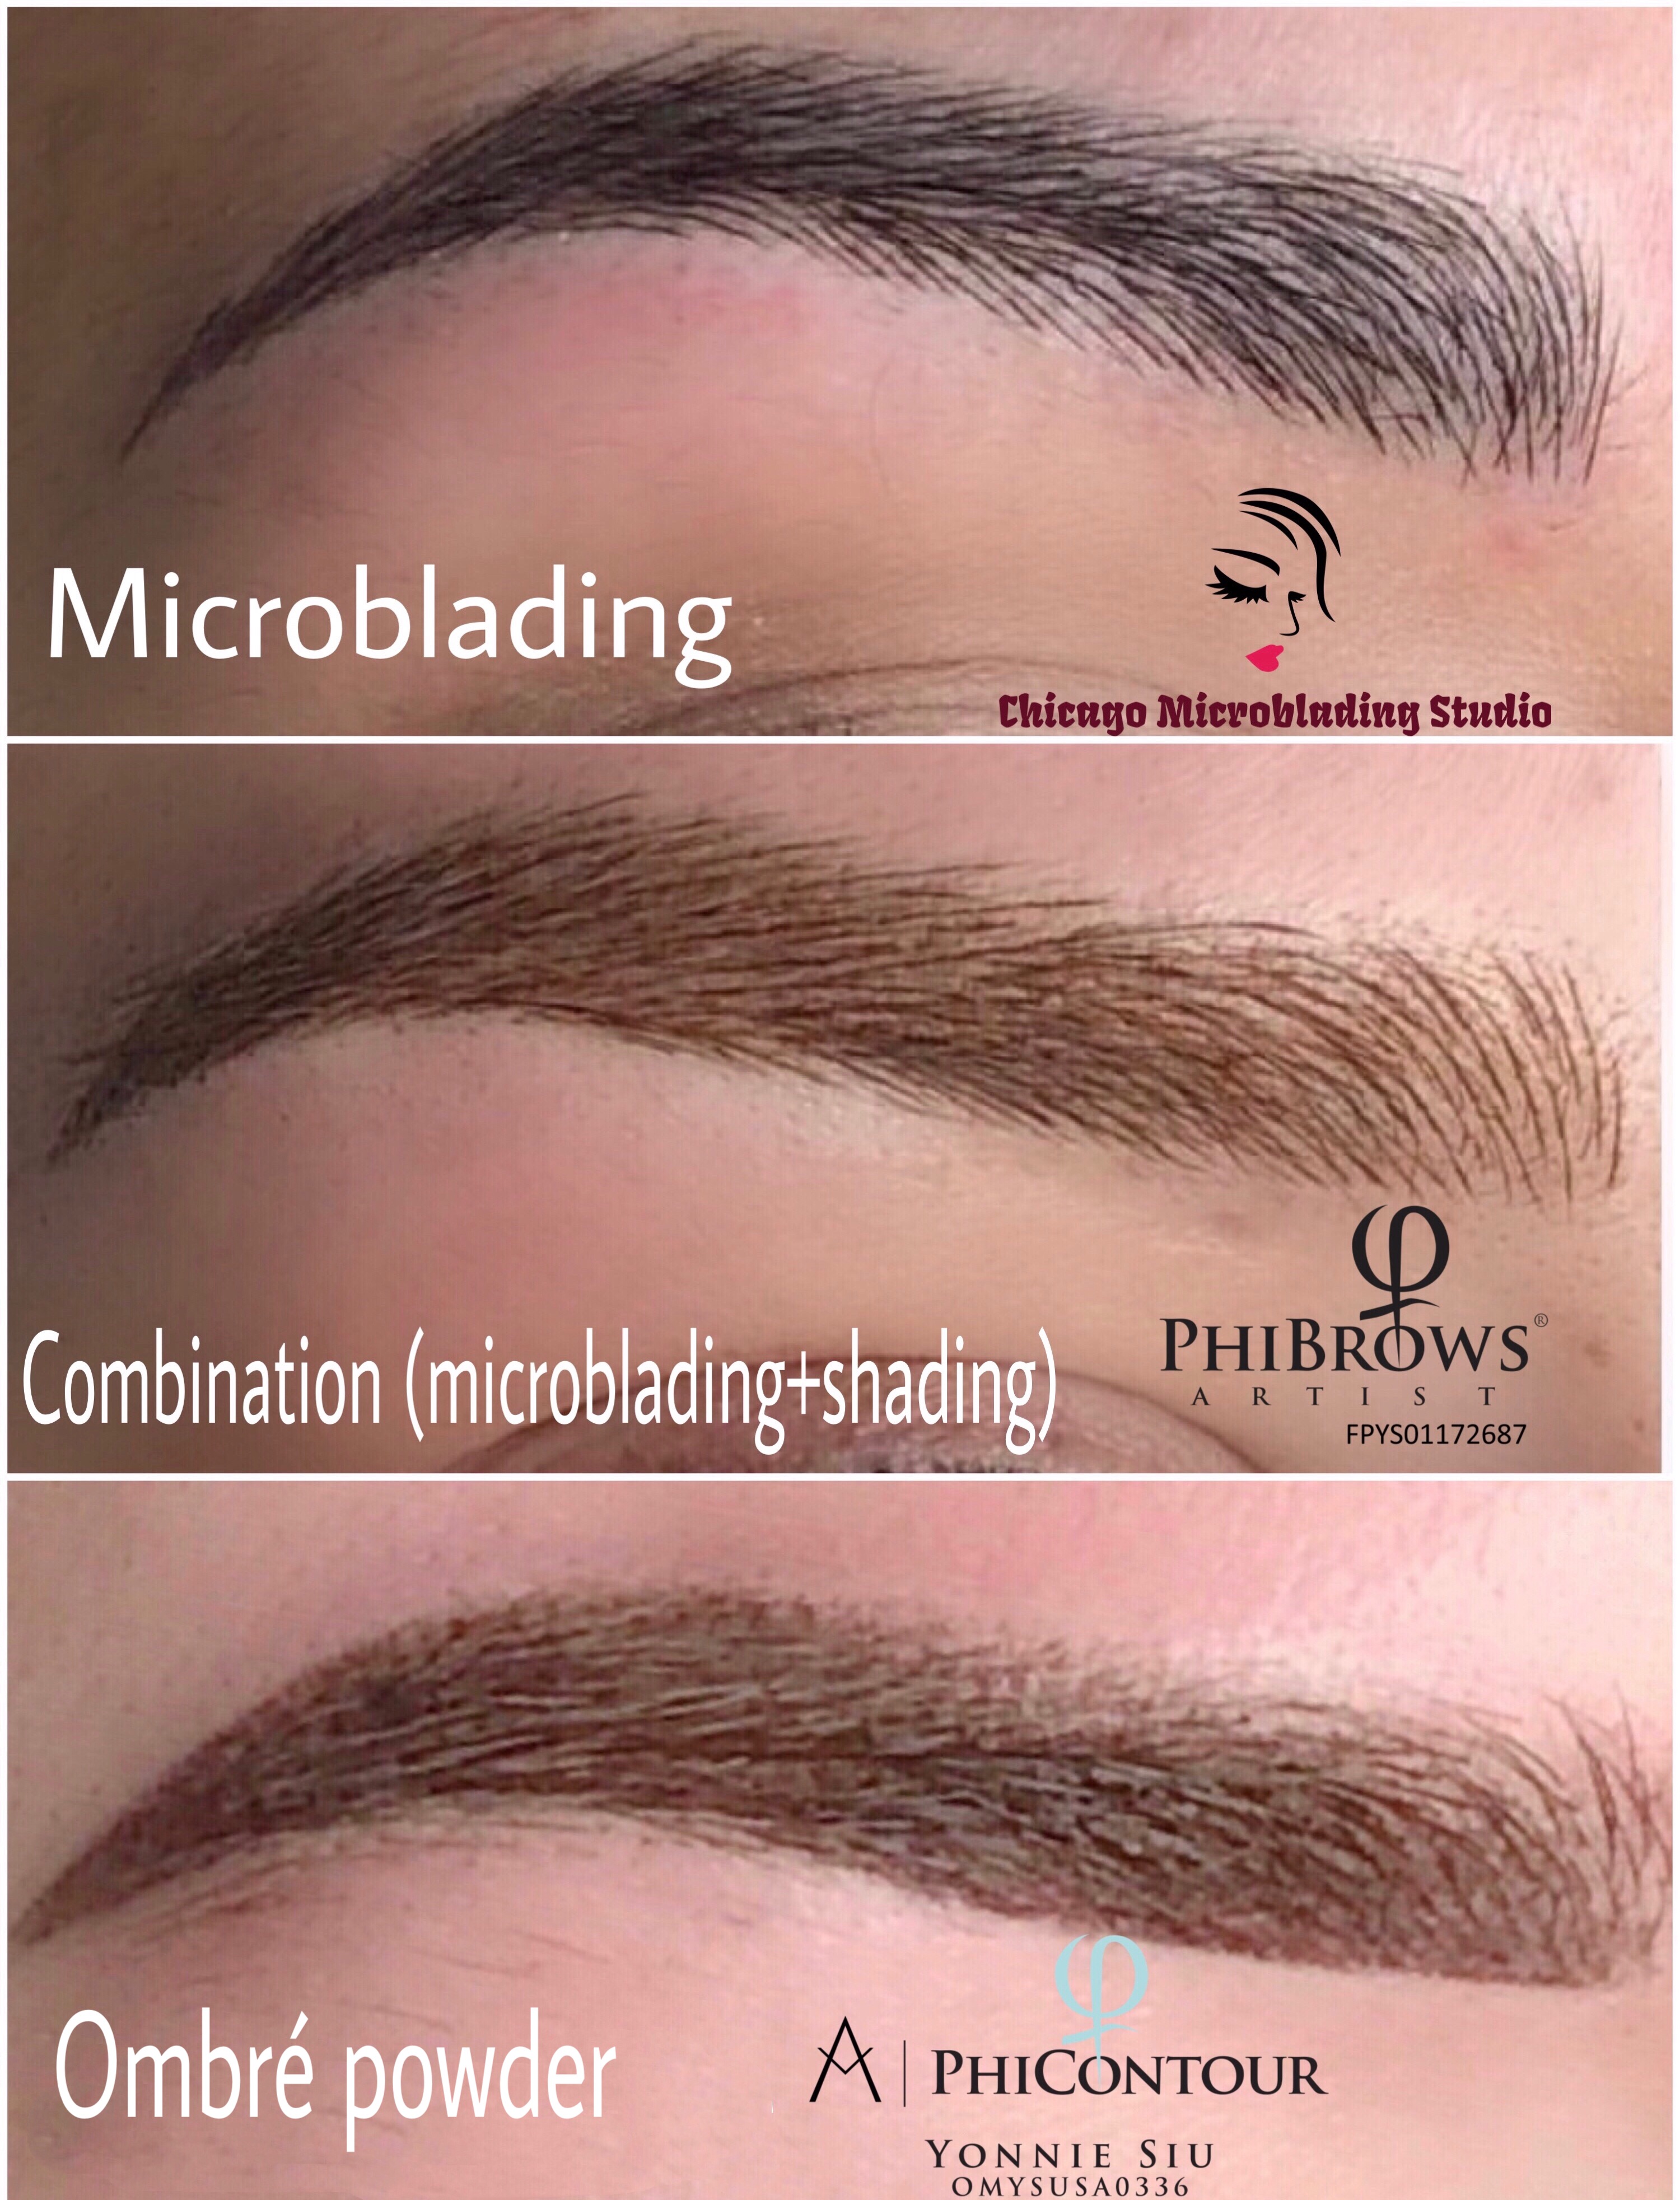 Microblading
Chicago Microblading Studio
Combination (microblading+shading)
PHIBROWS®
ARTIST
FPYS01172687
Ombré powder
PHICONTOUR
YONNIE SIU
OMYSUSA0336